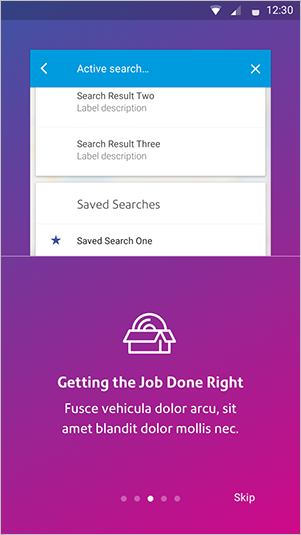 12:30
Active search...
Search Result Two
Label description
Search Result Three
Label description
Saved Searches
Saved Search One
Getting the Job Done Right
Fusce vehicula dolor arcu, sit
amet blandit dolor mollis nec.
Skip